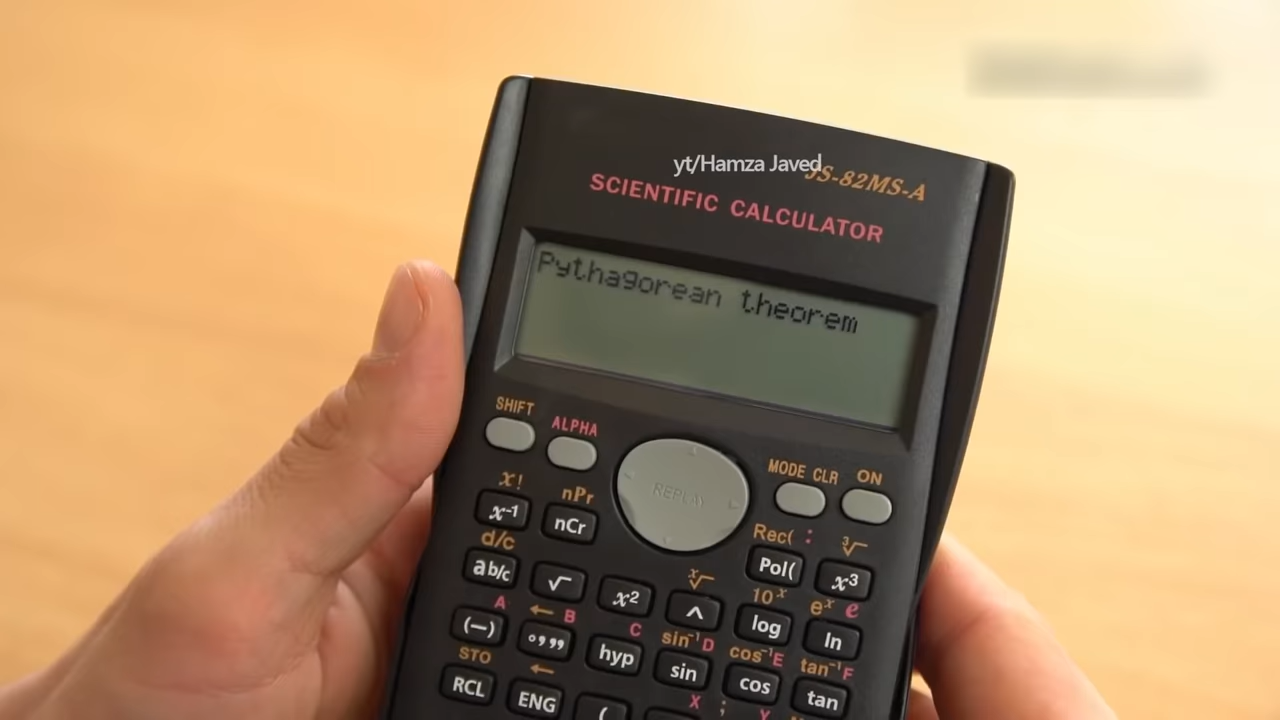 yt/Hamza Javed
JS-82MS-A
SCIENTIFIC CALCULATOR
Pythagorean theorem
SHIFT
ALPHA
MODE CLR
ON
REPLAY
x! nPr Rec( : ³√
x⁻¹ nCr Pol( x³
d/c ˣ√ 10ˣ eˣ e
ab/c √ x² ^ log ln
A ← B C sin⁻¹ D cos⁻¹ E tan⁻¹ F
(–) °,,, hyp sin cos tan
STO ← X ; Y
RCL ENG (